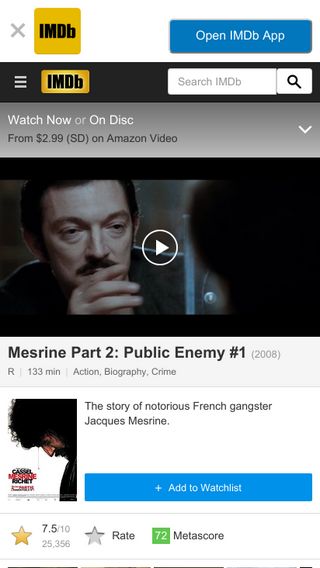 IMDb
Open IMDb App
IMDb
Search IMDb
Watch Now or On Disc
From $2.99 (SD) on Amazon Video
Mesrine Part 2: Public Enemy #1 (2008)
R | 133 min | Action, Biography, Crime
The story of notorious French gangster
Jacques Mesrine.
CASSEL
MESRINE
RICHET
+ Add to Watchlist
7.5/10
25,356
Rate
72 Metascore